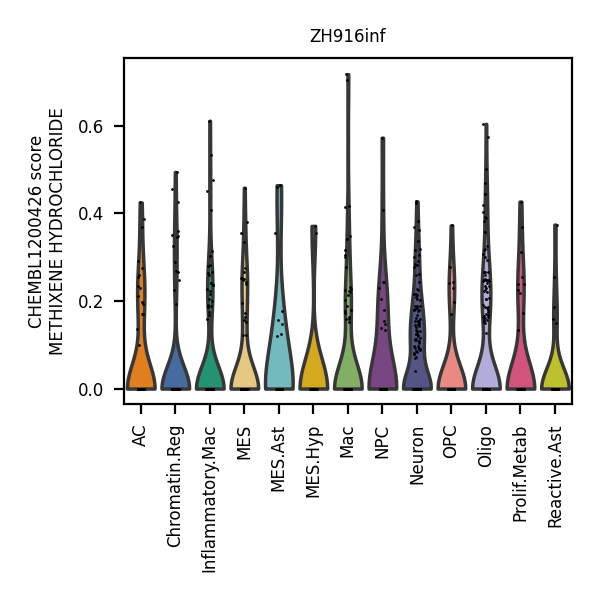 ZH916inf
CHEMBL1200426 score
METHIXENE HYDROCHLORIDE
0.6
0.4
0.2
0.0
AC
Chromatin.Reg
Inflammatory.Mac
MES
MES.Ast
MES.Hyp
Mac
NPC
Neuron
OPC
Oligo
Prolif.Metab
Reactive.Ast